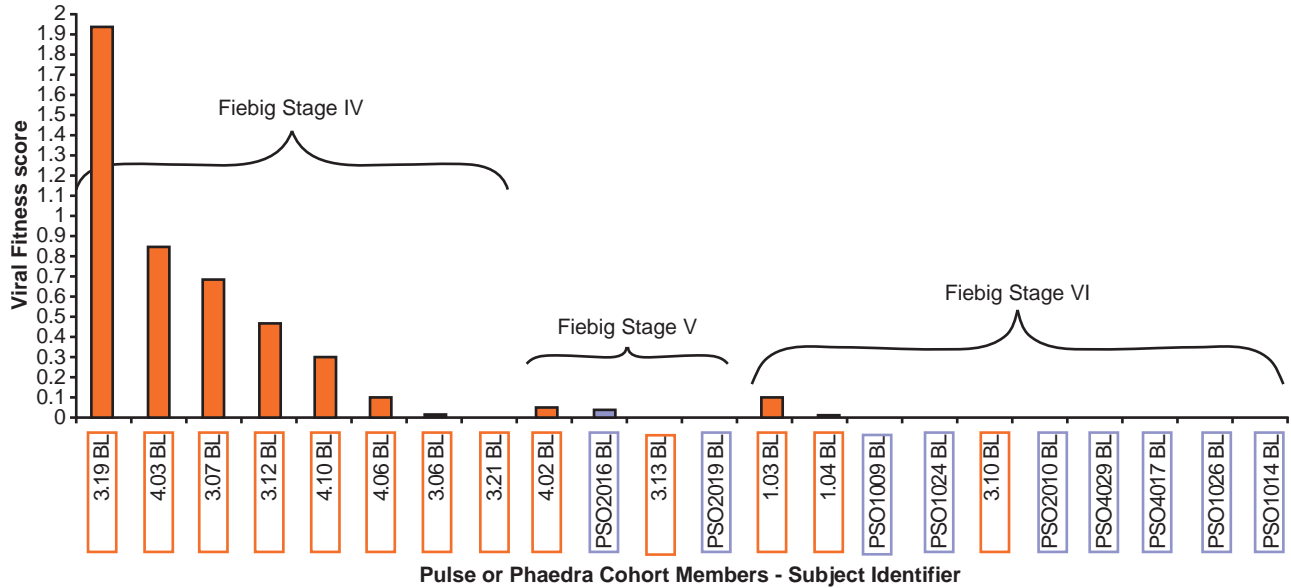 2
1.9
1.8
1.7
1.6
1.5
1.4
1.3
1.2
1.1
1
0.9
0.8
0.7
0.6
0.5
0.4
0.3
0.2
0.1
0
Viral Fitness score
Fiebig Stage IV
Fiebig Stage V
Fiebig Stage VI
3.19 BL
4.03 BL
3.07 BL
3.12 BL
4.10 BL
4.06 BL
3.06 BL
3.21 BL
4.02 BL
PSO2016 BL
3.13 BL
PSO2019 BL
1.03 BL
1.04 BL
PSO1009 BL
PSO1024 BL
3.10 BL
PSO22010 BL
PSO4029 BL
PSO4017 BL
PSO1026 BL
PSO1014 BL
Pulse or Phaedra Cohort Members - Subject Identifier